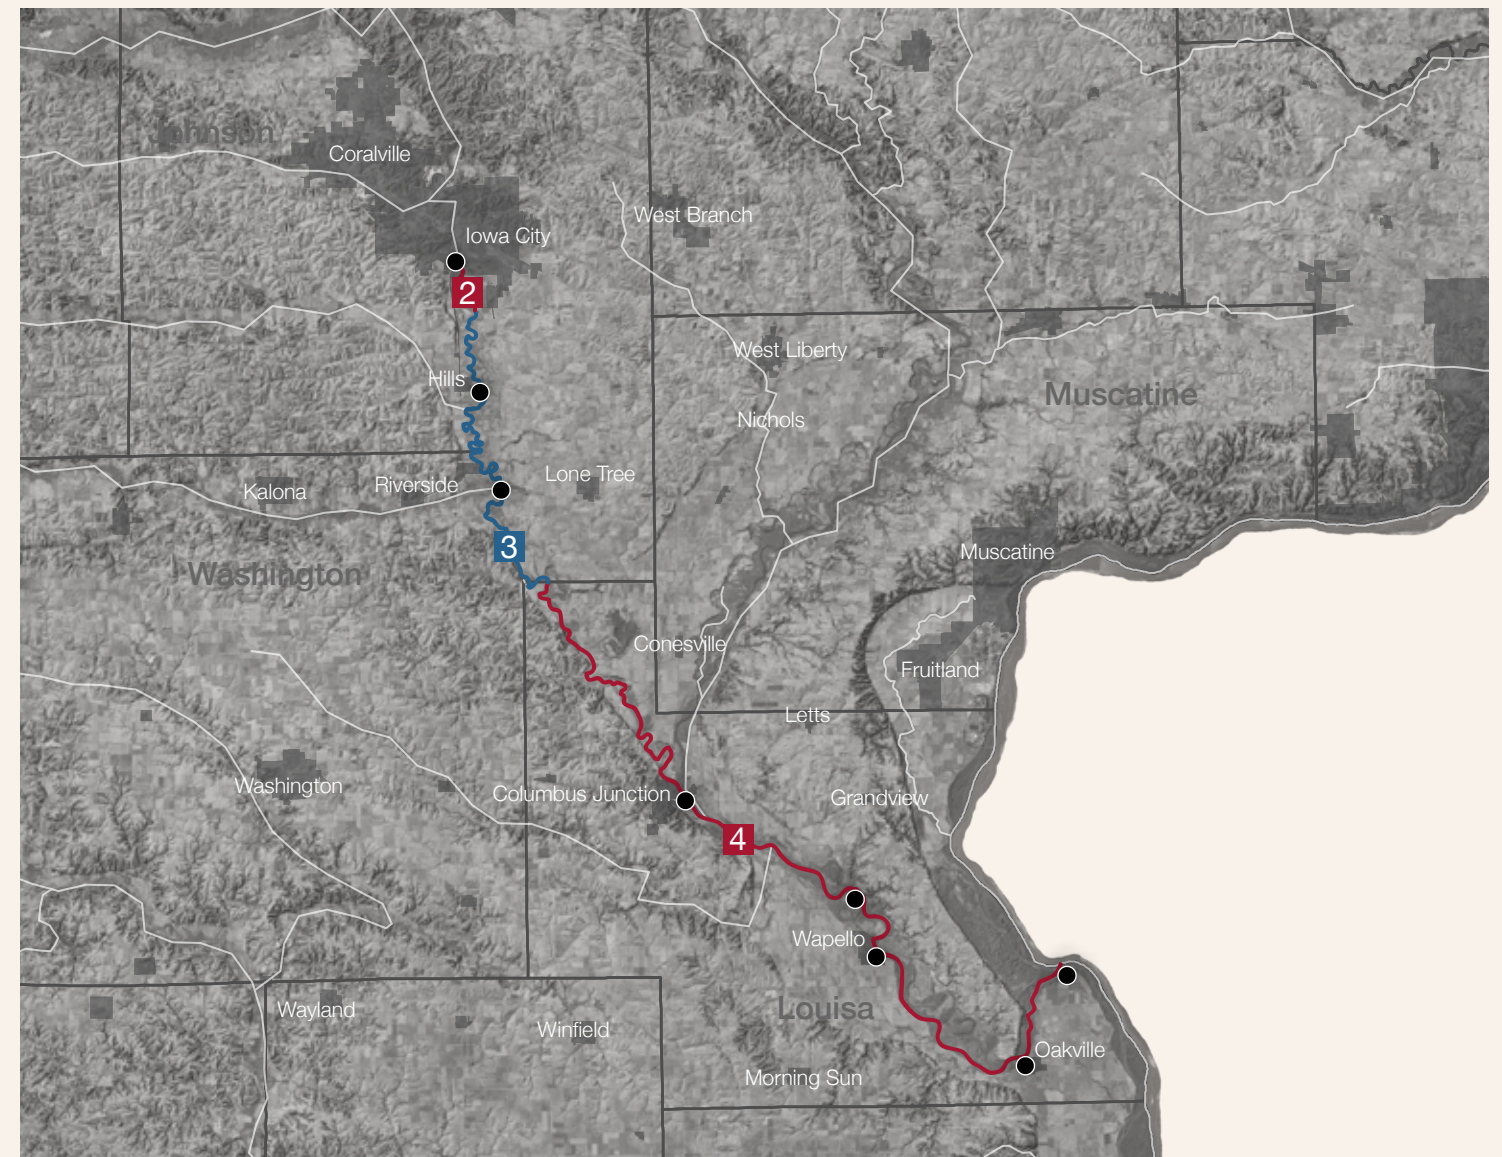 Johnson
Coralville
West Branch
Iowa City
2
West Liberty
Hills
Muscatine
Nichols
Lone Tree
Riverside
Kalona
3
Muscatine
Washington
Conesville
Fruitland
Letts
Washington
Columbus Junction
Grandview
4
Wapello
Louisa
Wayland
Winfield
Oakville
Morning Sun